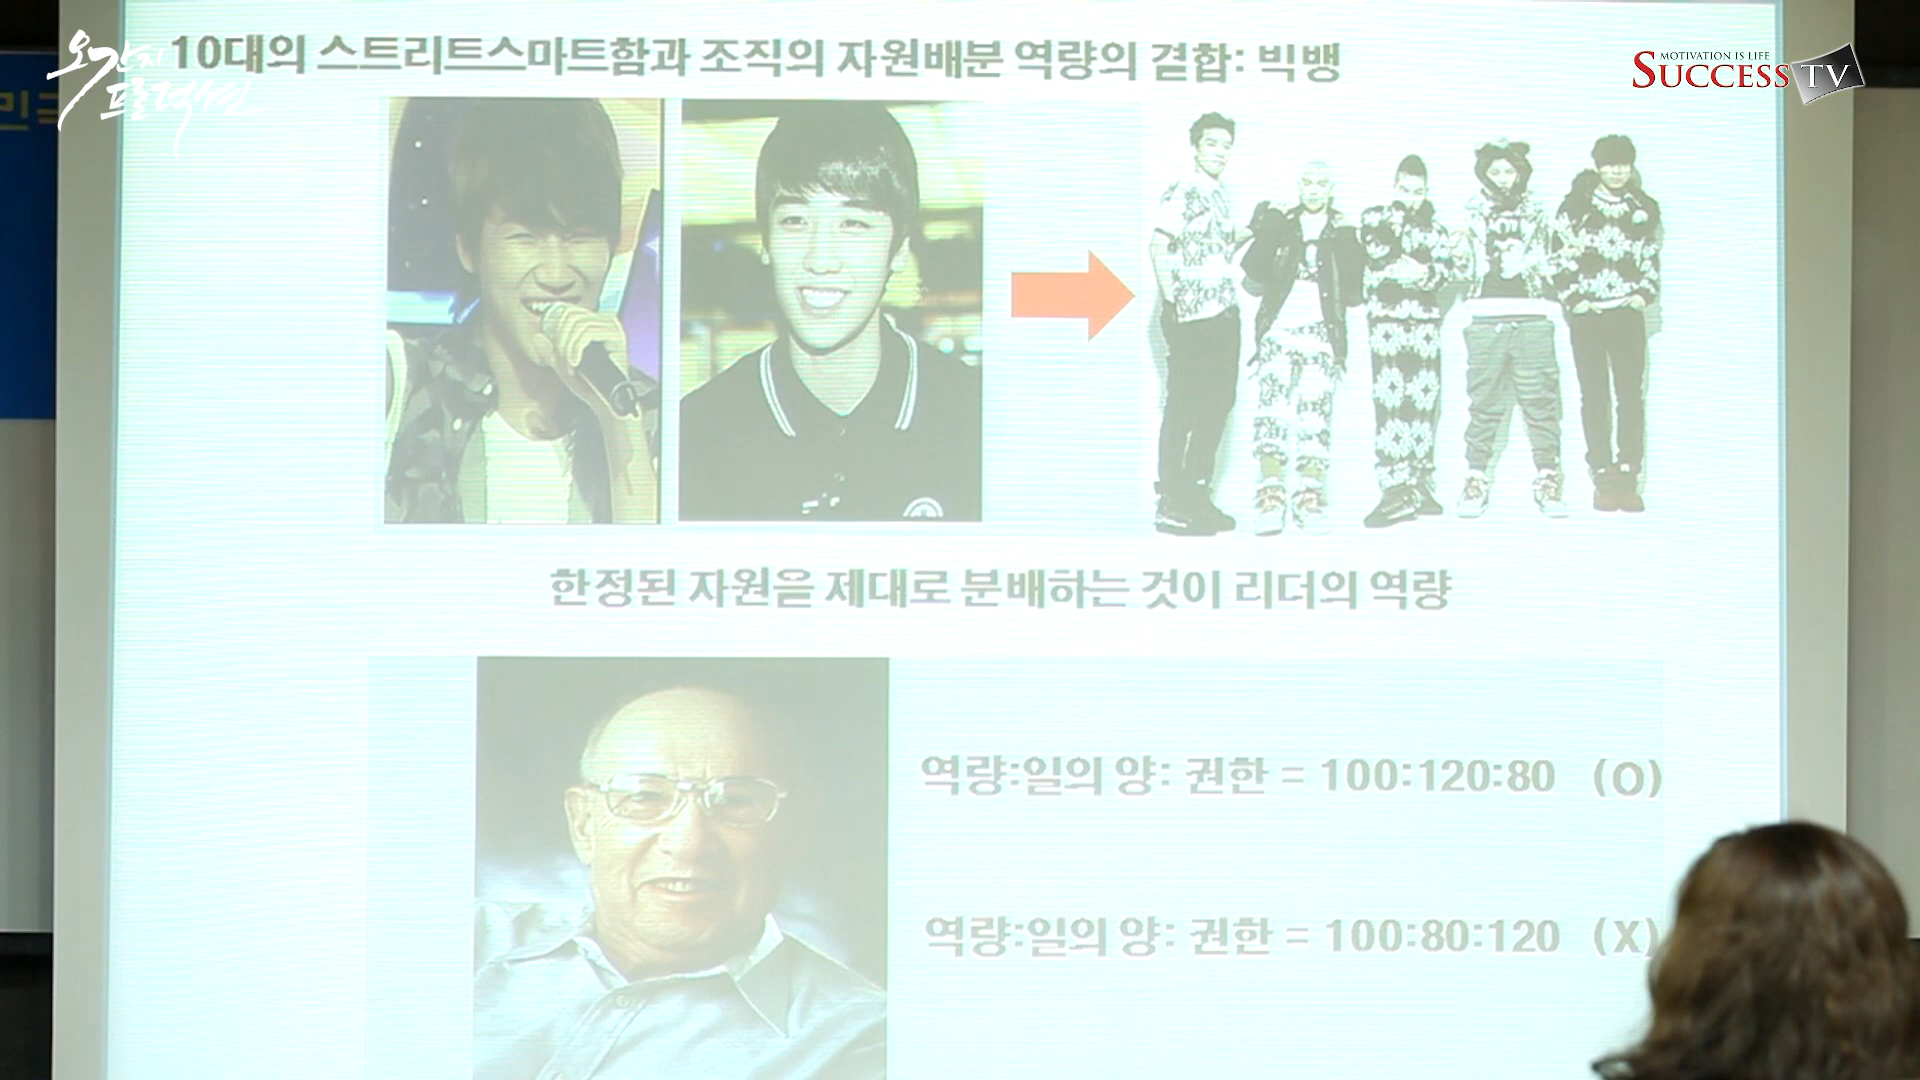 오간지
프로덕션
10대의 스트리트스마트함과 조직의 자원배분 역량의 결합: 빅뱅
MOTIVATION IS LIFE
SUCCESS TV
한정된 자원을 제대로 분배하는 것이 리더의 역량
역량:일의 양: 권한 = 100:120:80 (O)
역량:일의 양: 권한 = 100:80:120 (X)